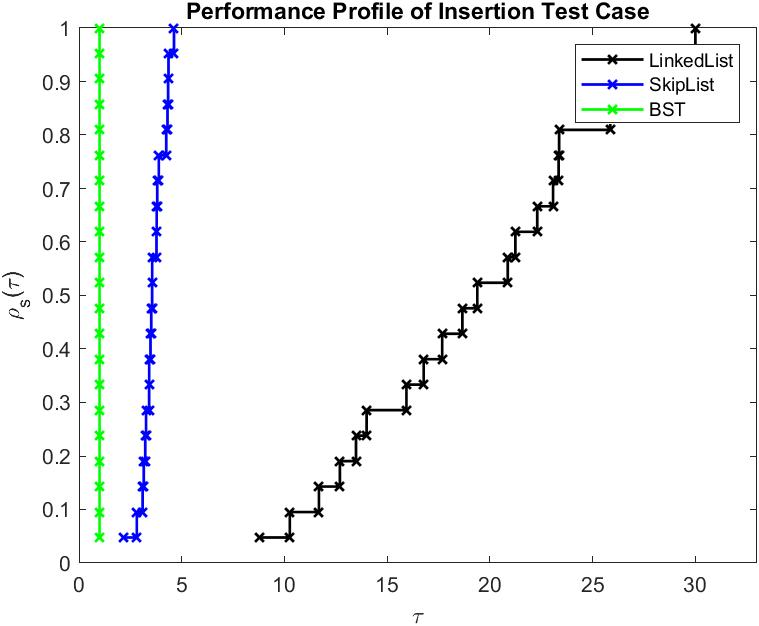 Performance Profile of Insertion Test Case
1
0.9
0.8
0.7
0.6
0.5
0.4
0.3
0.2
0.1
0
ρs(τ)
LinkedList
SkipList
BST
0 5 10 15 20 25 30
τ